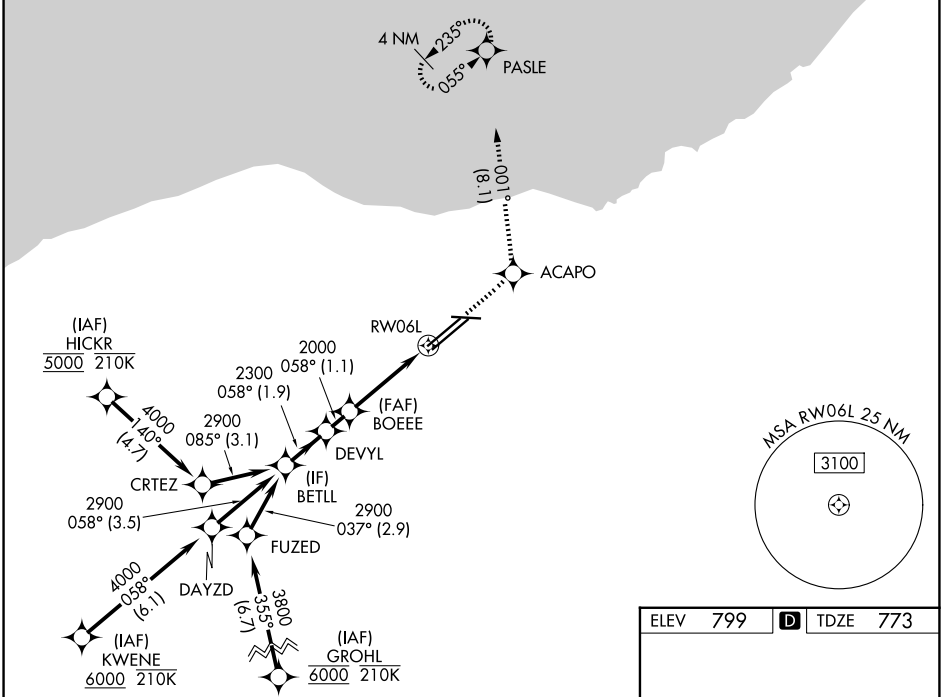 4 NM
235°
055°
PASLE
001°
(8.1)
ACAPO
RW06L
(IAF)
HICKR
5000 210K
4000
140°
(4.7)
2000
058° (1.1)
2300
058° (1.9)
2900
085° (3.1)
(FAF)
BOEEE
DEVYL
CRTEZ
(IF)
BETLL
2900
058° (3.5)
2900
037° (2.9)
FUZED
DAYZD
4000
058°
(6.1)
3800
355°
(6.7)
(IAF)
KWENE
6000 210K
(IAF)
GROHL
6000 210K
MSA RW06L 25 NM
3100
ELEV 799 D TDZE 773